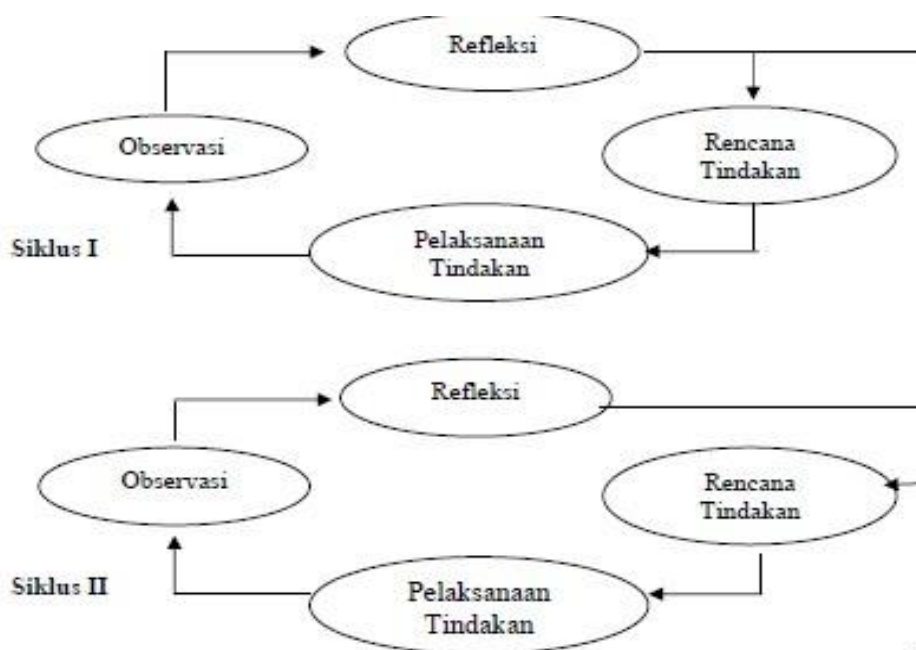 Refleksi
Observasi
Rencana
Tindakan
Pelaksanaan
Tindakan
Siklus I
Refleksi
Observasi
Rencana
Tindakan
Pelaksanaan
Tindakan
Siklus II